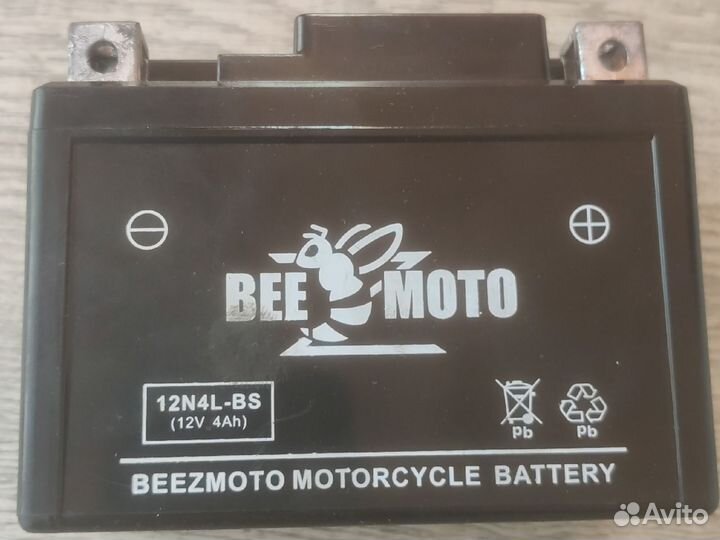 BEE MOTO
12N4L-BS
(12V 4Ah)
Pb Pb
BEEZMOTO MOTORCYCLE BATTERY
Avito